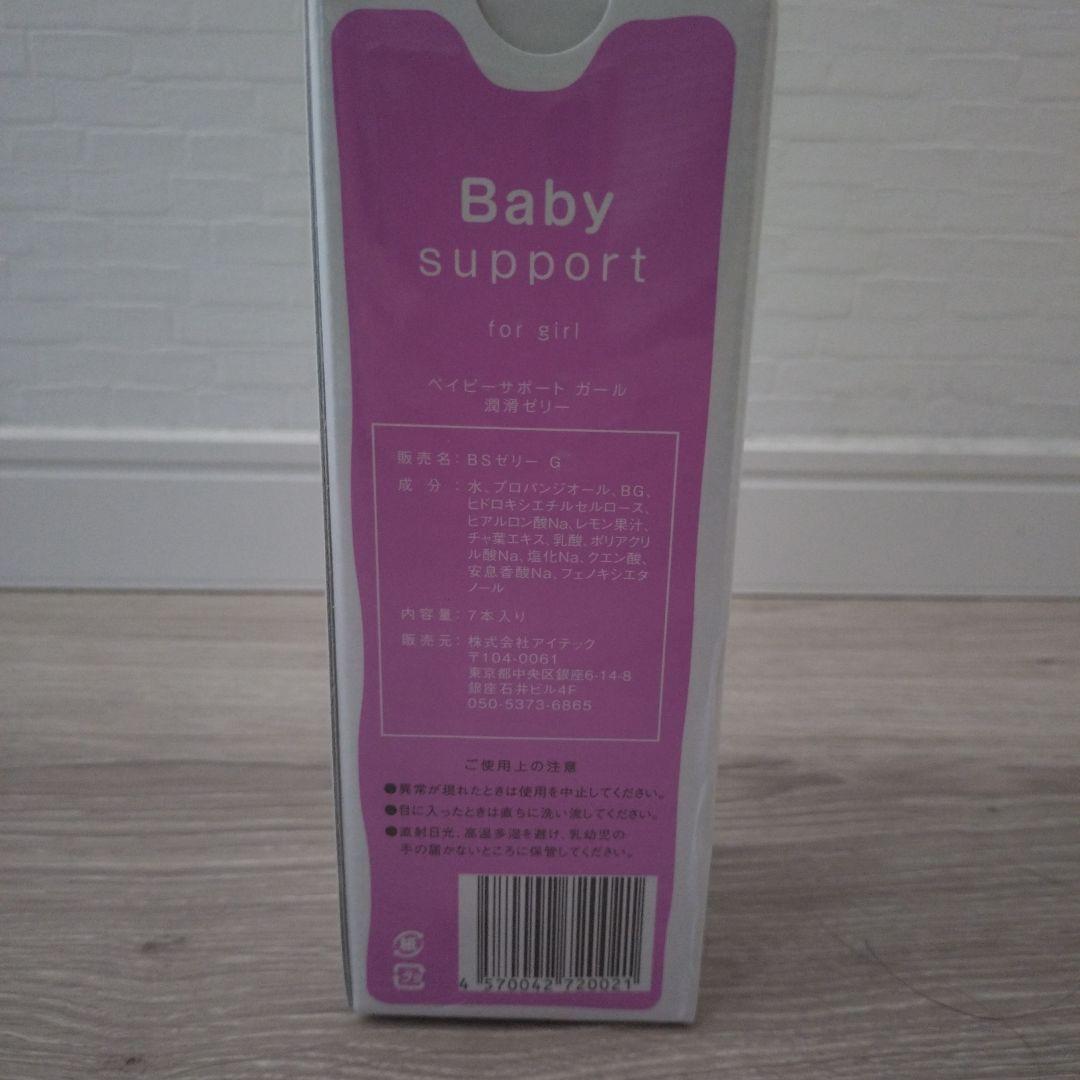 Baby
support
for girl
ベイビーサポート ガール
潤滑ゼリー
販売名：BSゼリー G
成 分：水、プロパンジオール、BG、
ヒドロキシエチルセルロース、
ヒアルロン酸Na、レモン果汁、
チャ葉エキス、乳酸、ポリアクリ
ル酸Na、塩化Na、クエン酸、
安息香酸Na、フェノキシエタ
ノール
内容量：7本入り
販売元：株式会社アイテック
〒104-0061
東京都中央区銀座6-14-8
銀座石井ビル4F
050-5373-6865
ご使用上の注意
●異常が現れたときは使用を中止してください。
●目に入ったときは直ちに洗い流してください。
●直射日光、高温多湿を避け、乳幼児の
手の届かないところに保管してください。
紙
プラ
4 570042 720021